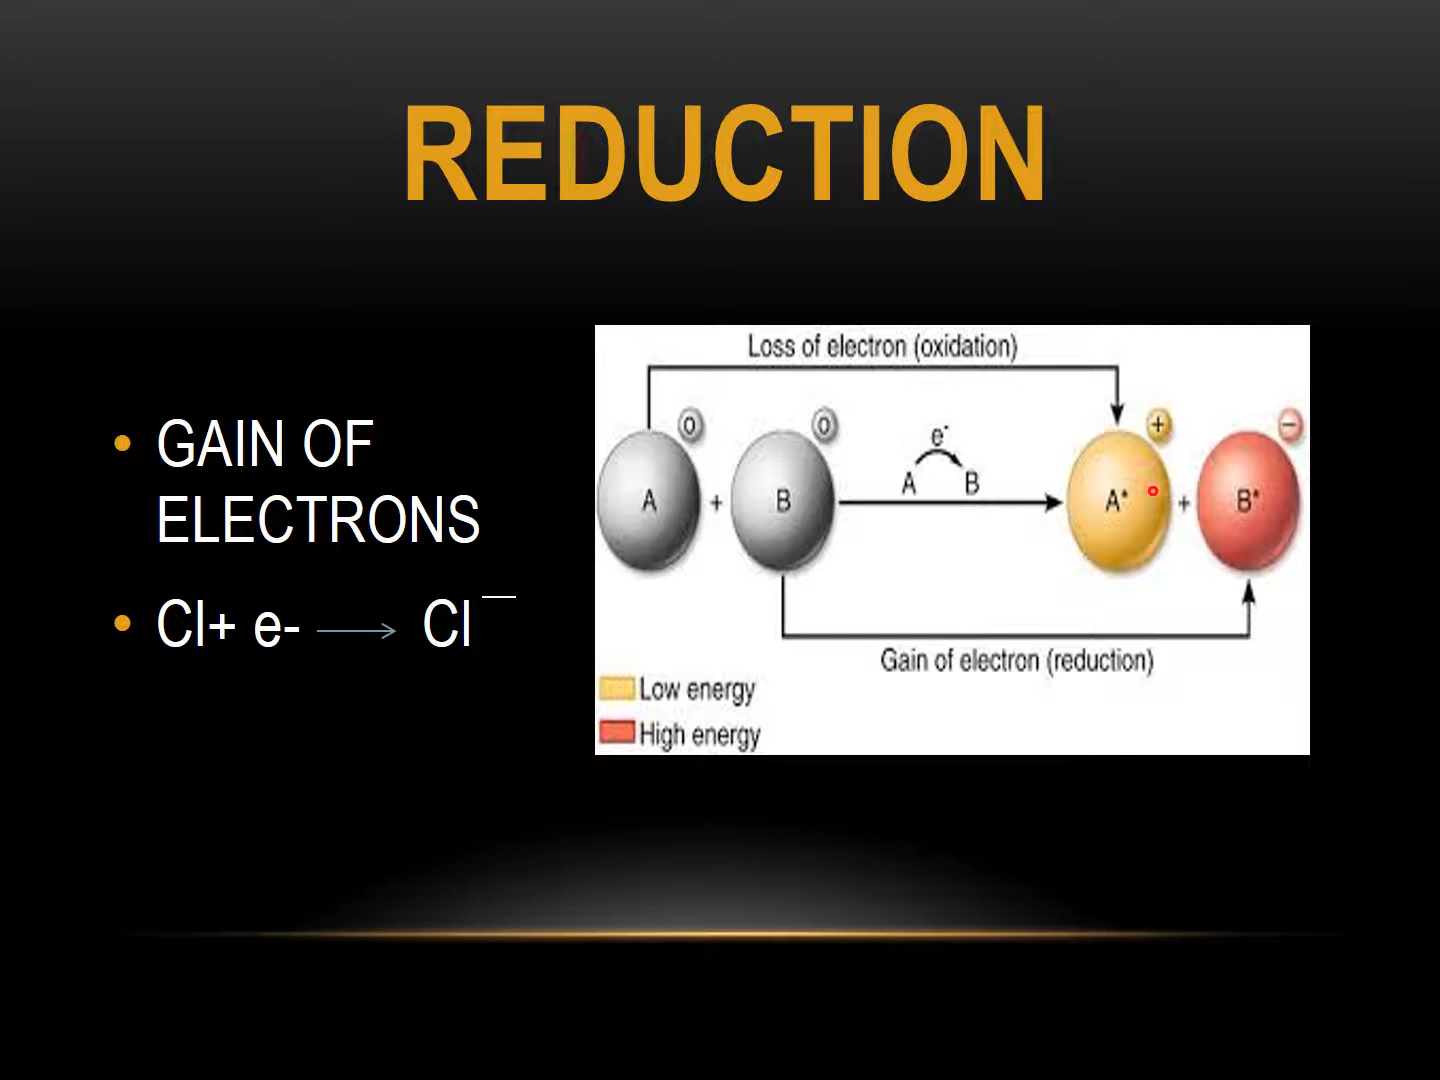 REDUCTION
• GAIN OF
ELECTRONS
• Cl+ e- ⟶ Cl¯
Loss of electron (oxidation)
0 0 + −
e-
A B
A + B A* + B*
Gain of electron (reduction)
Low energy
High energy